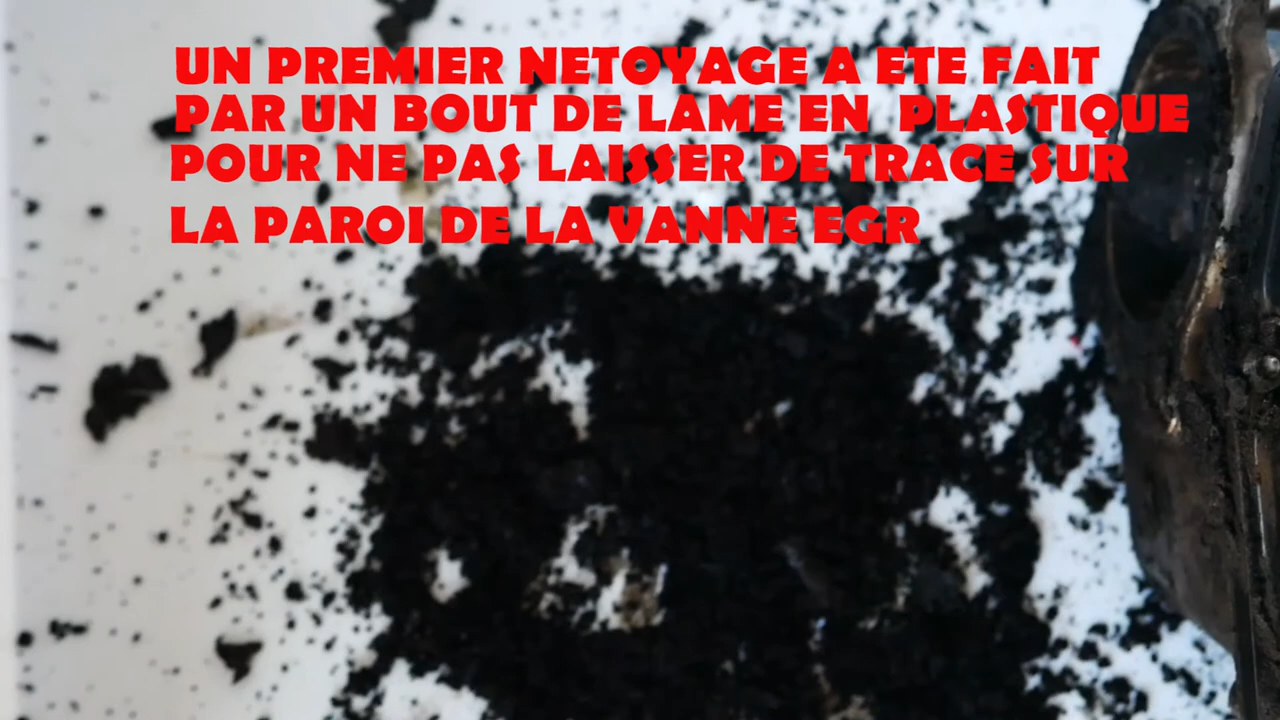 UN PREMIER NETOYAGE A ETE FAIT
PAR UN BOUT DE LAME EN PLASTIQUE
POUR NE PAS LAISSER DE TRACE SUR
LA PAROI DE LA VANNE EGR